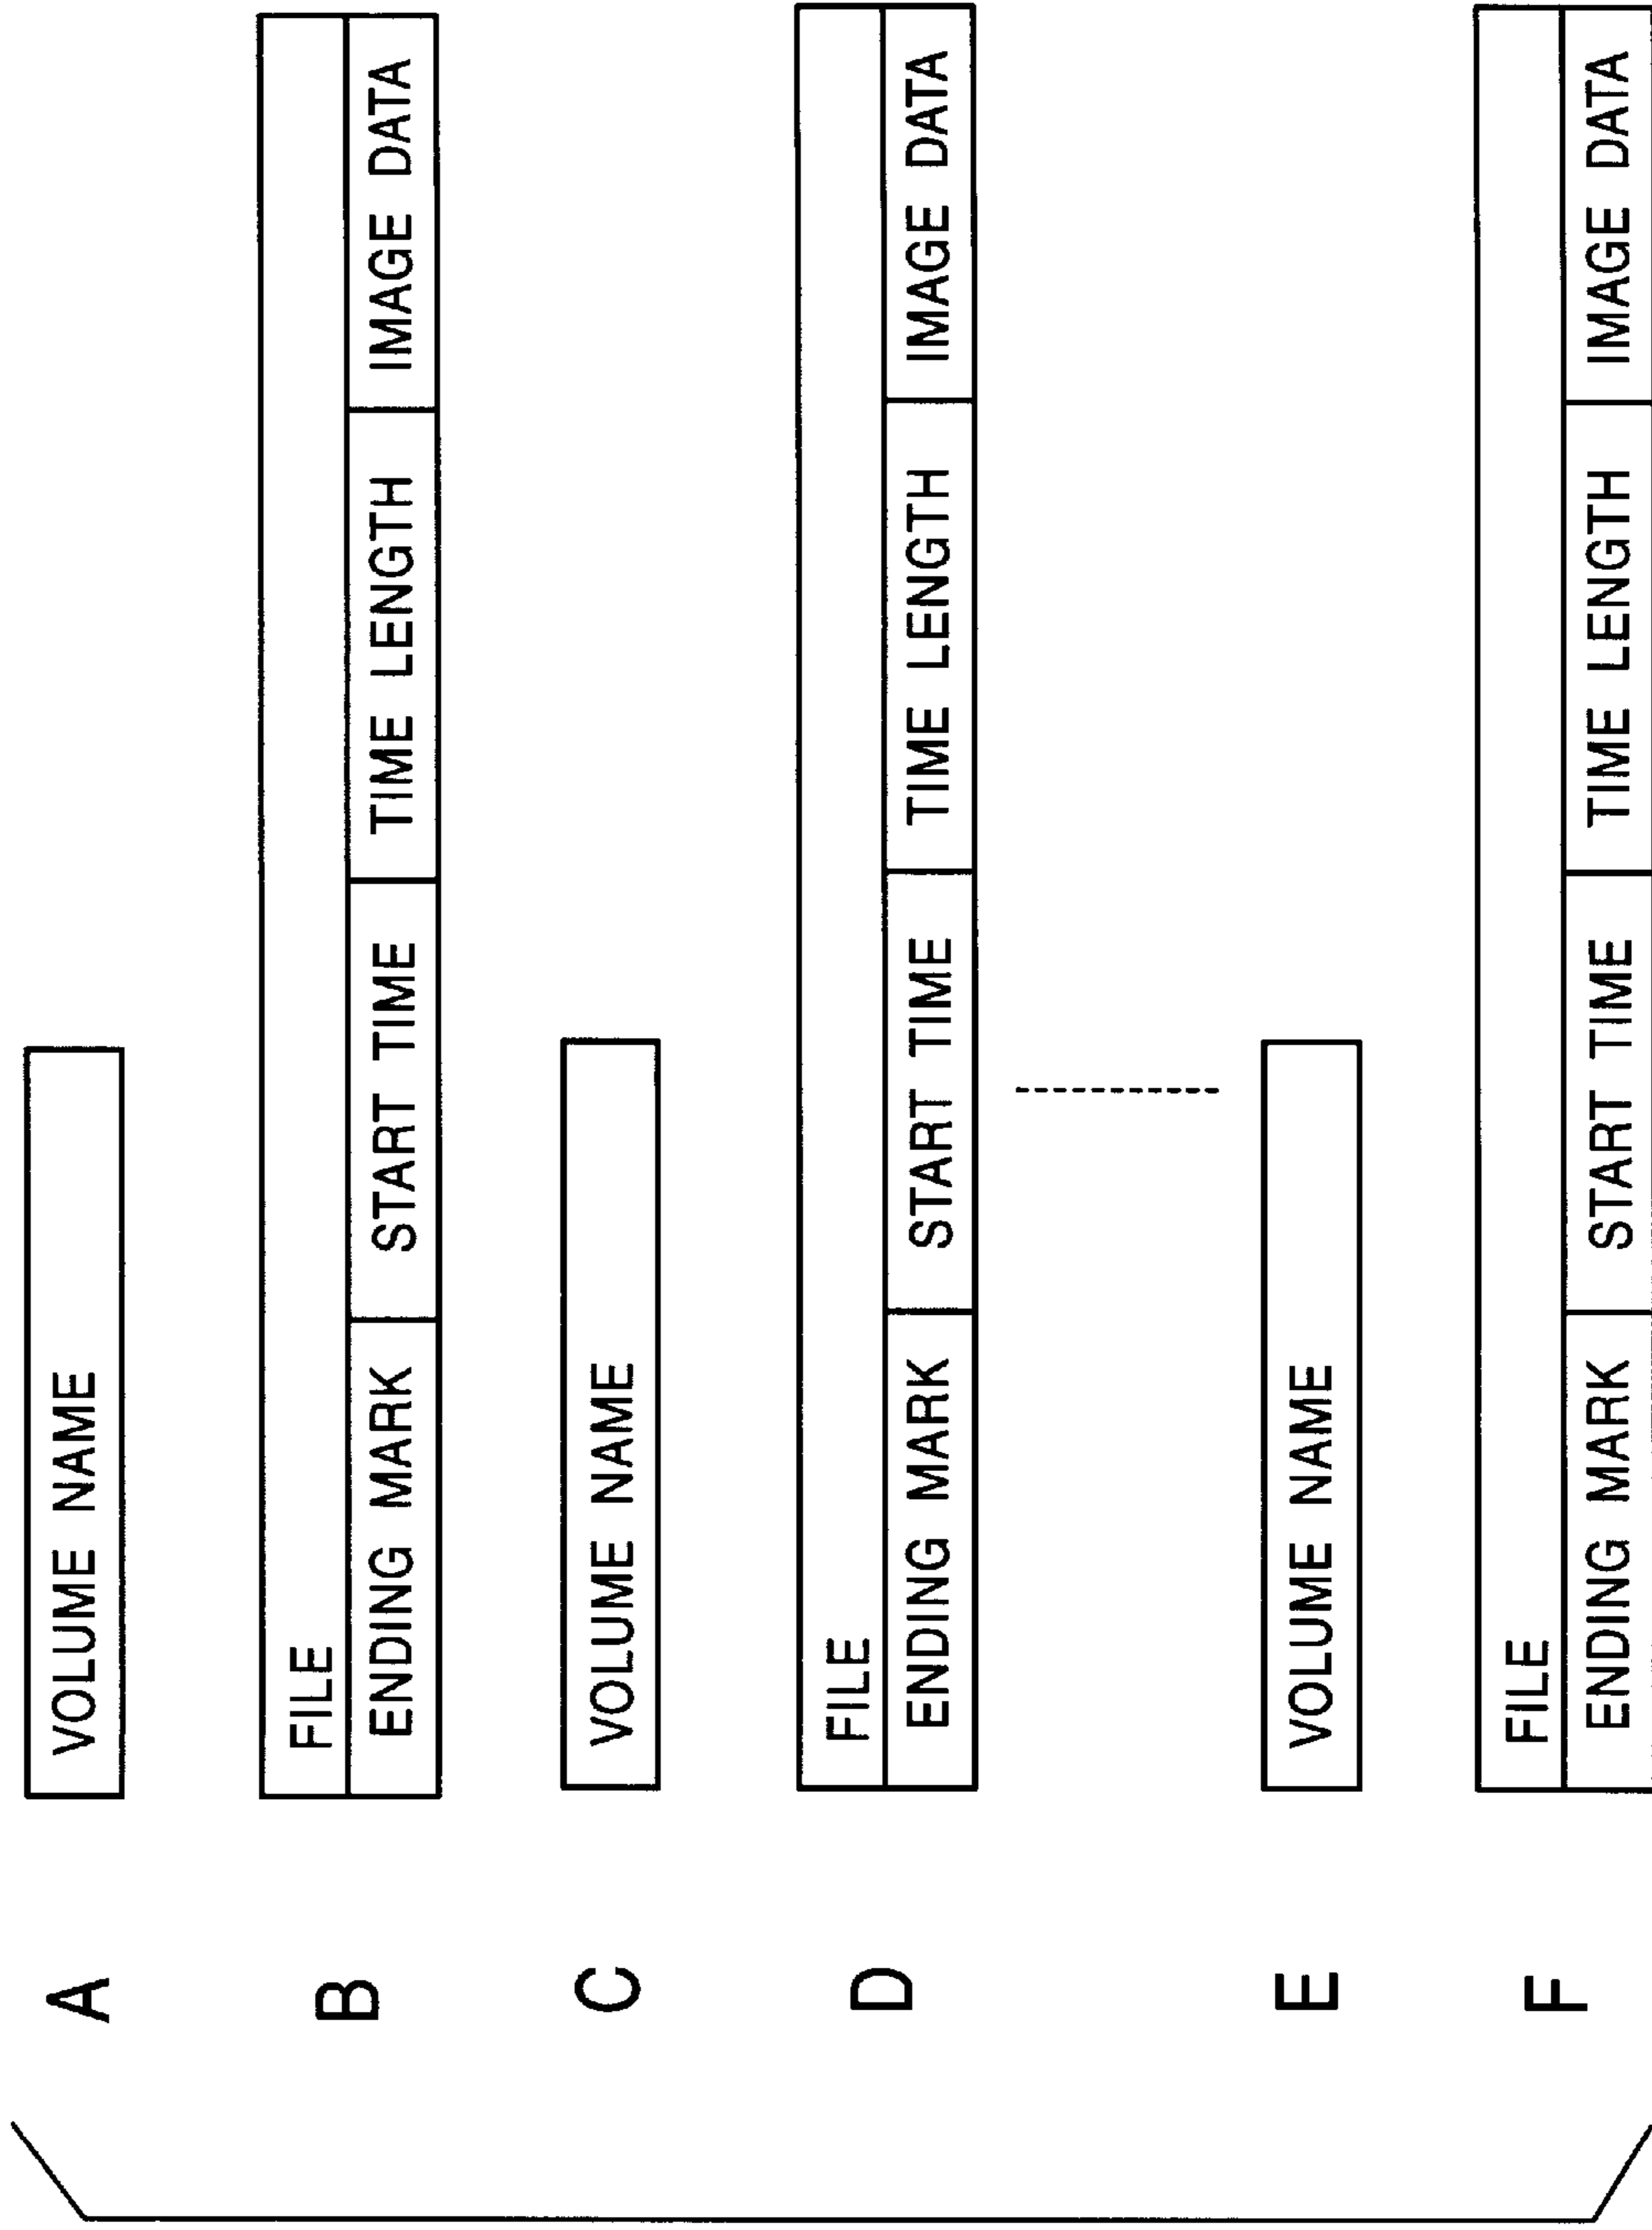 A
VOLUME NAME
B
FILE
ENDING MARK START TIME TIME LENGTH IMAGE DATA
C
VOLUME NAME
D
FILE
ENDING MARK START TIME TIME LENGTH IMAGE DATA
E
VOLUME NAME
F
FILE
ENDING MARK START TIME TIME LENGTH IMAGE DATA